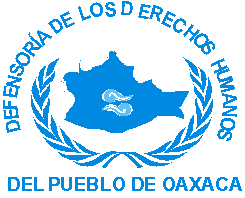 DEFENSORÍA DE LOS DERECHOS HUMANOS
DEL PUEBLO DE OAXACA